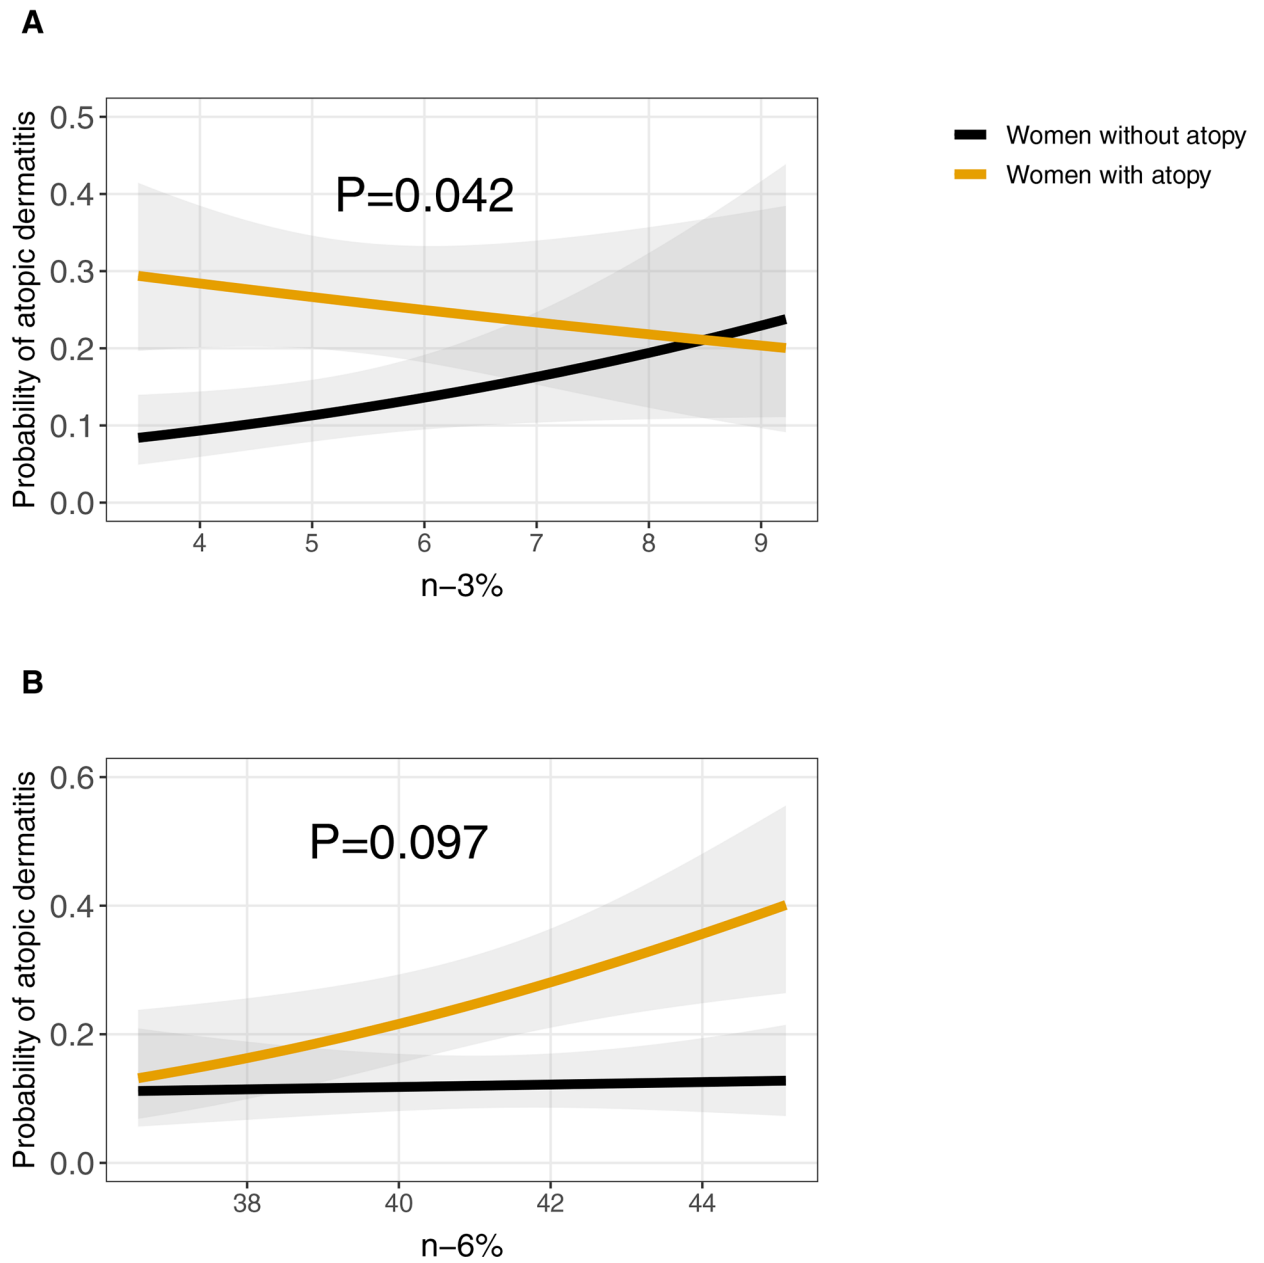 A
Probability of atopic dermatitis
0.5
0.4
0.3
0.2
0.1
0.0
P=0.042
4 5 6 7 8 9
n−3%
Women without atopy
Women with atopy
B
Probability of atopic dermatitis
0.6
0.4
0.2
0.0
P=0.097
38 40 42 44
n−6%